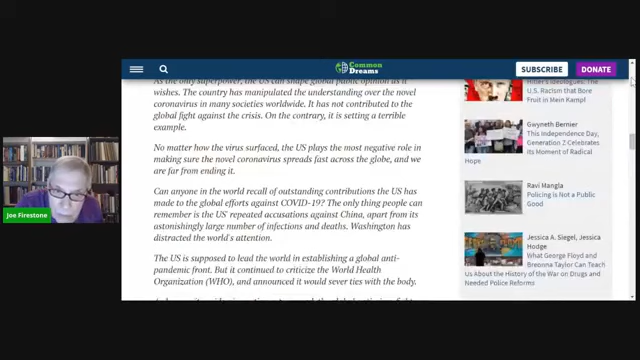 Common
Dreams
SUBSCRIBE
DONATE
As the only superpower, the US can shape global public opinion as it
wishes. The country has manipulated the understanding over the novel
coronavirus in many societies worldwide. It has not contributed to the
global fight against the crisis. On the contrary, it is setting a terrible
example.
No matter how the virus surfaced, the US plays the most negative role in
making sure the novel coronavirus spreads fast across the globe, and we
are far from ending it.
Can anyone in the world recall of outstanding contributions the US has
made to the global efforts against COVID-19? The only thing people can
remember is the US' repeated accusations against China, apart from its
astonishingly large number of infections and deaths. Washington has
distracted the world's attention.
The US is supposed to lead the world in establishing a global anti-
pandemic front. But it continued to criticize the World Health
Organization (WHO), and announced it would sever ties with the body.
Hitler's Ideologues: The
U.S. Racism that Bore
Fruit in Mein Kampf
Gwyneth Bernier
This Independence Day,
Generation Z Celebrates
its Moment of Radical
Hope
Ravi Mangla
Policing is Not a Public
Good
Jessica A. Siegel, Jessica
Hodge
What George Floyd and
Breonna Taylor Can Teach
Us About the History of the War on Drugs and
Needed Police Reforms
Joe Firestone